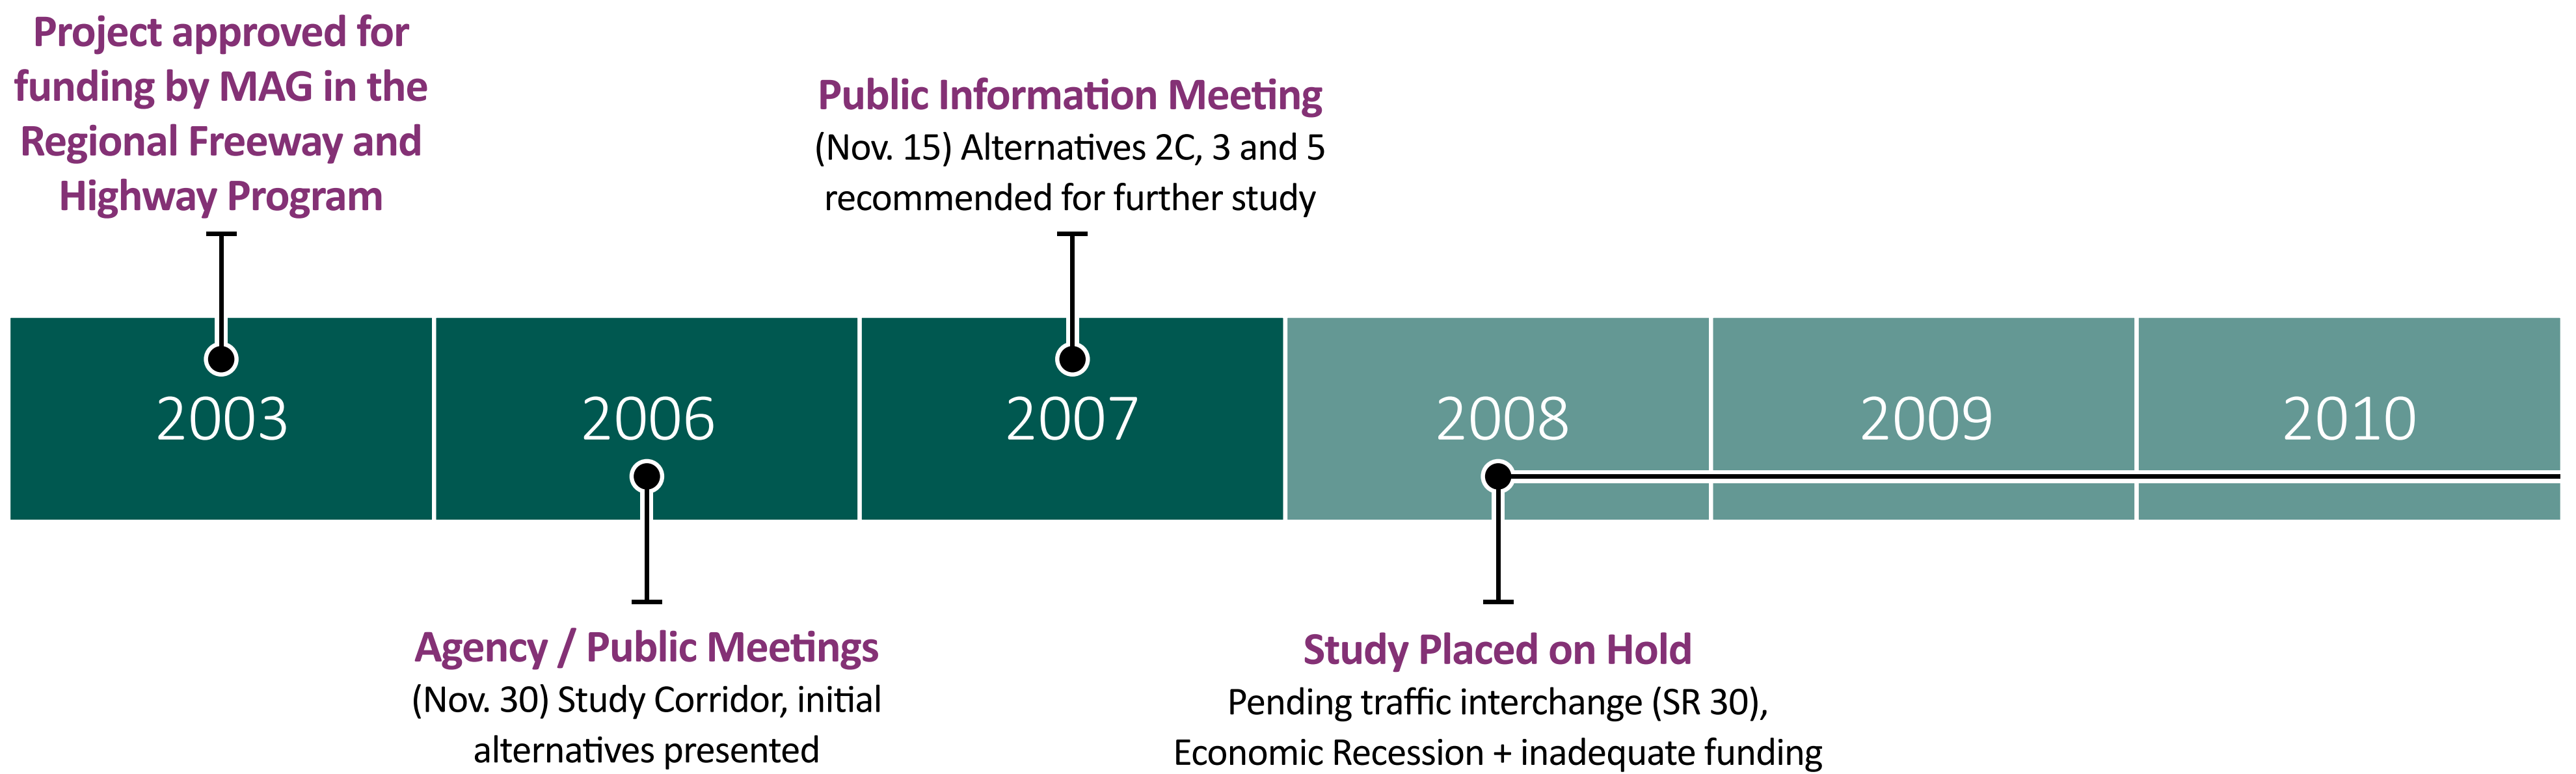 Project approved for
funding by MAG in the
Regional Freeway and
Highway Program
Public Information Meeting
(Nov. 15) Alternatives 2C, 3 and 5
recommended for further study
2003
2006
2007
2008
2009
2010
Agency / Public Meetings
(Nov. 30) Study Corridor, initial
alternatives presented
Study Placed on Hold
Pending traffic interchange (SR 30),
Economic Recession + inadequate funding